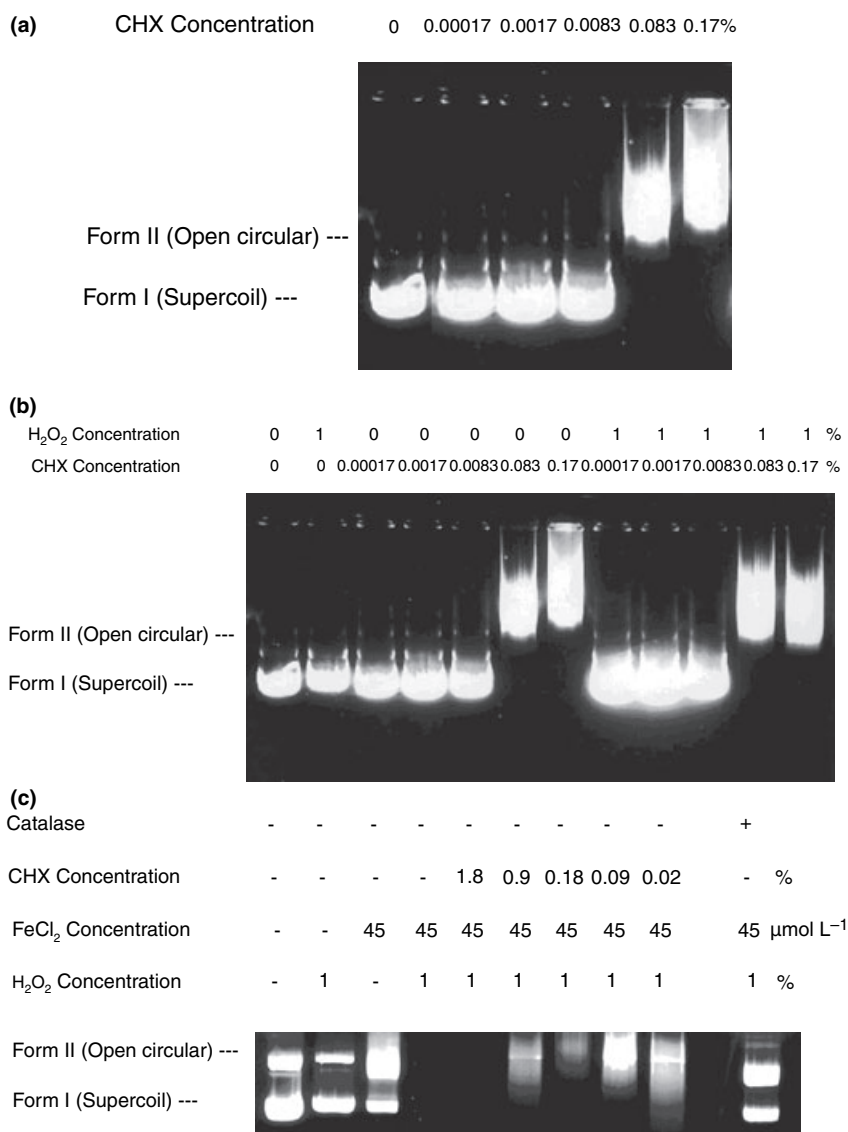 (a)
CHX Concentration 0 0.00017 0.0017 0.0083 0.083 0.17%
Form II (Open circular) ---
Form I (Supercoil) ---
(b)
H₂O₂ Concentration 0 1 0 0 0 0 0 1 1 1 1 1 %
CHX Concentration 0 0 0.00017 0.0017 0.0083 0.083 0.17 0.00017 0.0017 0.0083 0.083 0.17 %
Form II (Open circular) ---
Form I (Supercoil) ---
(c)
Catalase - - - - - - - - - +
CHX Concentration - - - - 1.8 0.9 0.18 0.09 0.02 - %
FeCl₂ Concentration - - 45 45 45 45 45 45 45 45 µmol L⁻¹
H₂O₂ Concentration - 1 - 1 1 1 1 1 1 1 %
Form II (Open circular) ---
Form I (Supercoil) ---